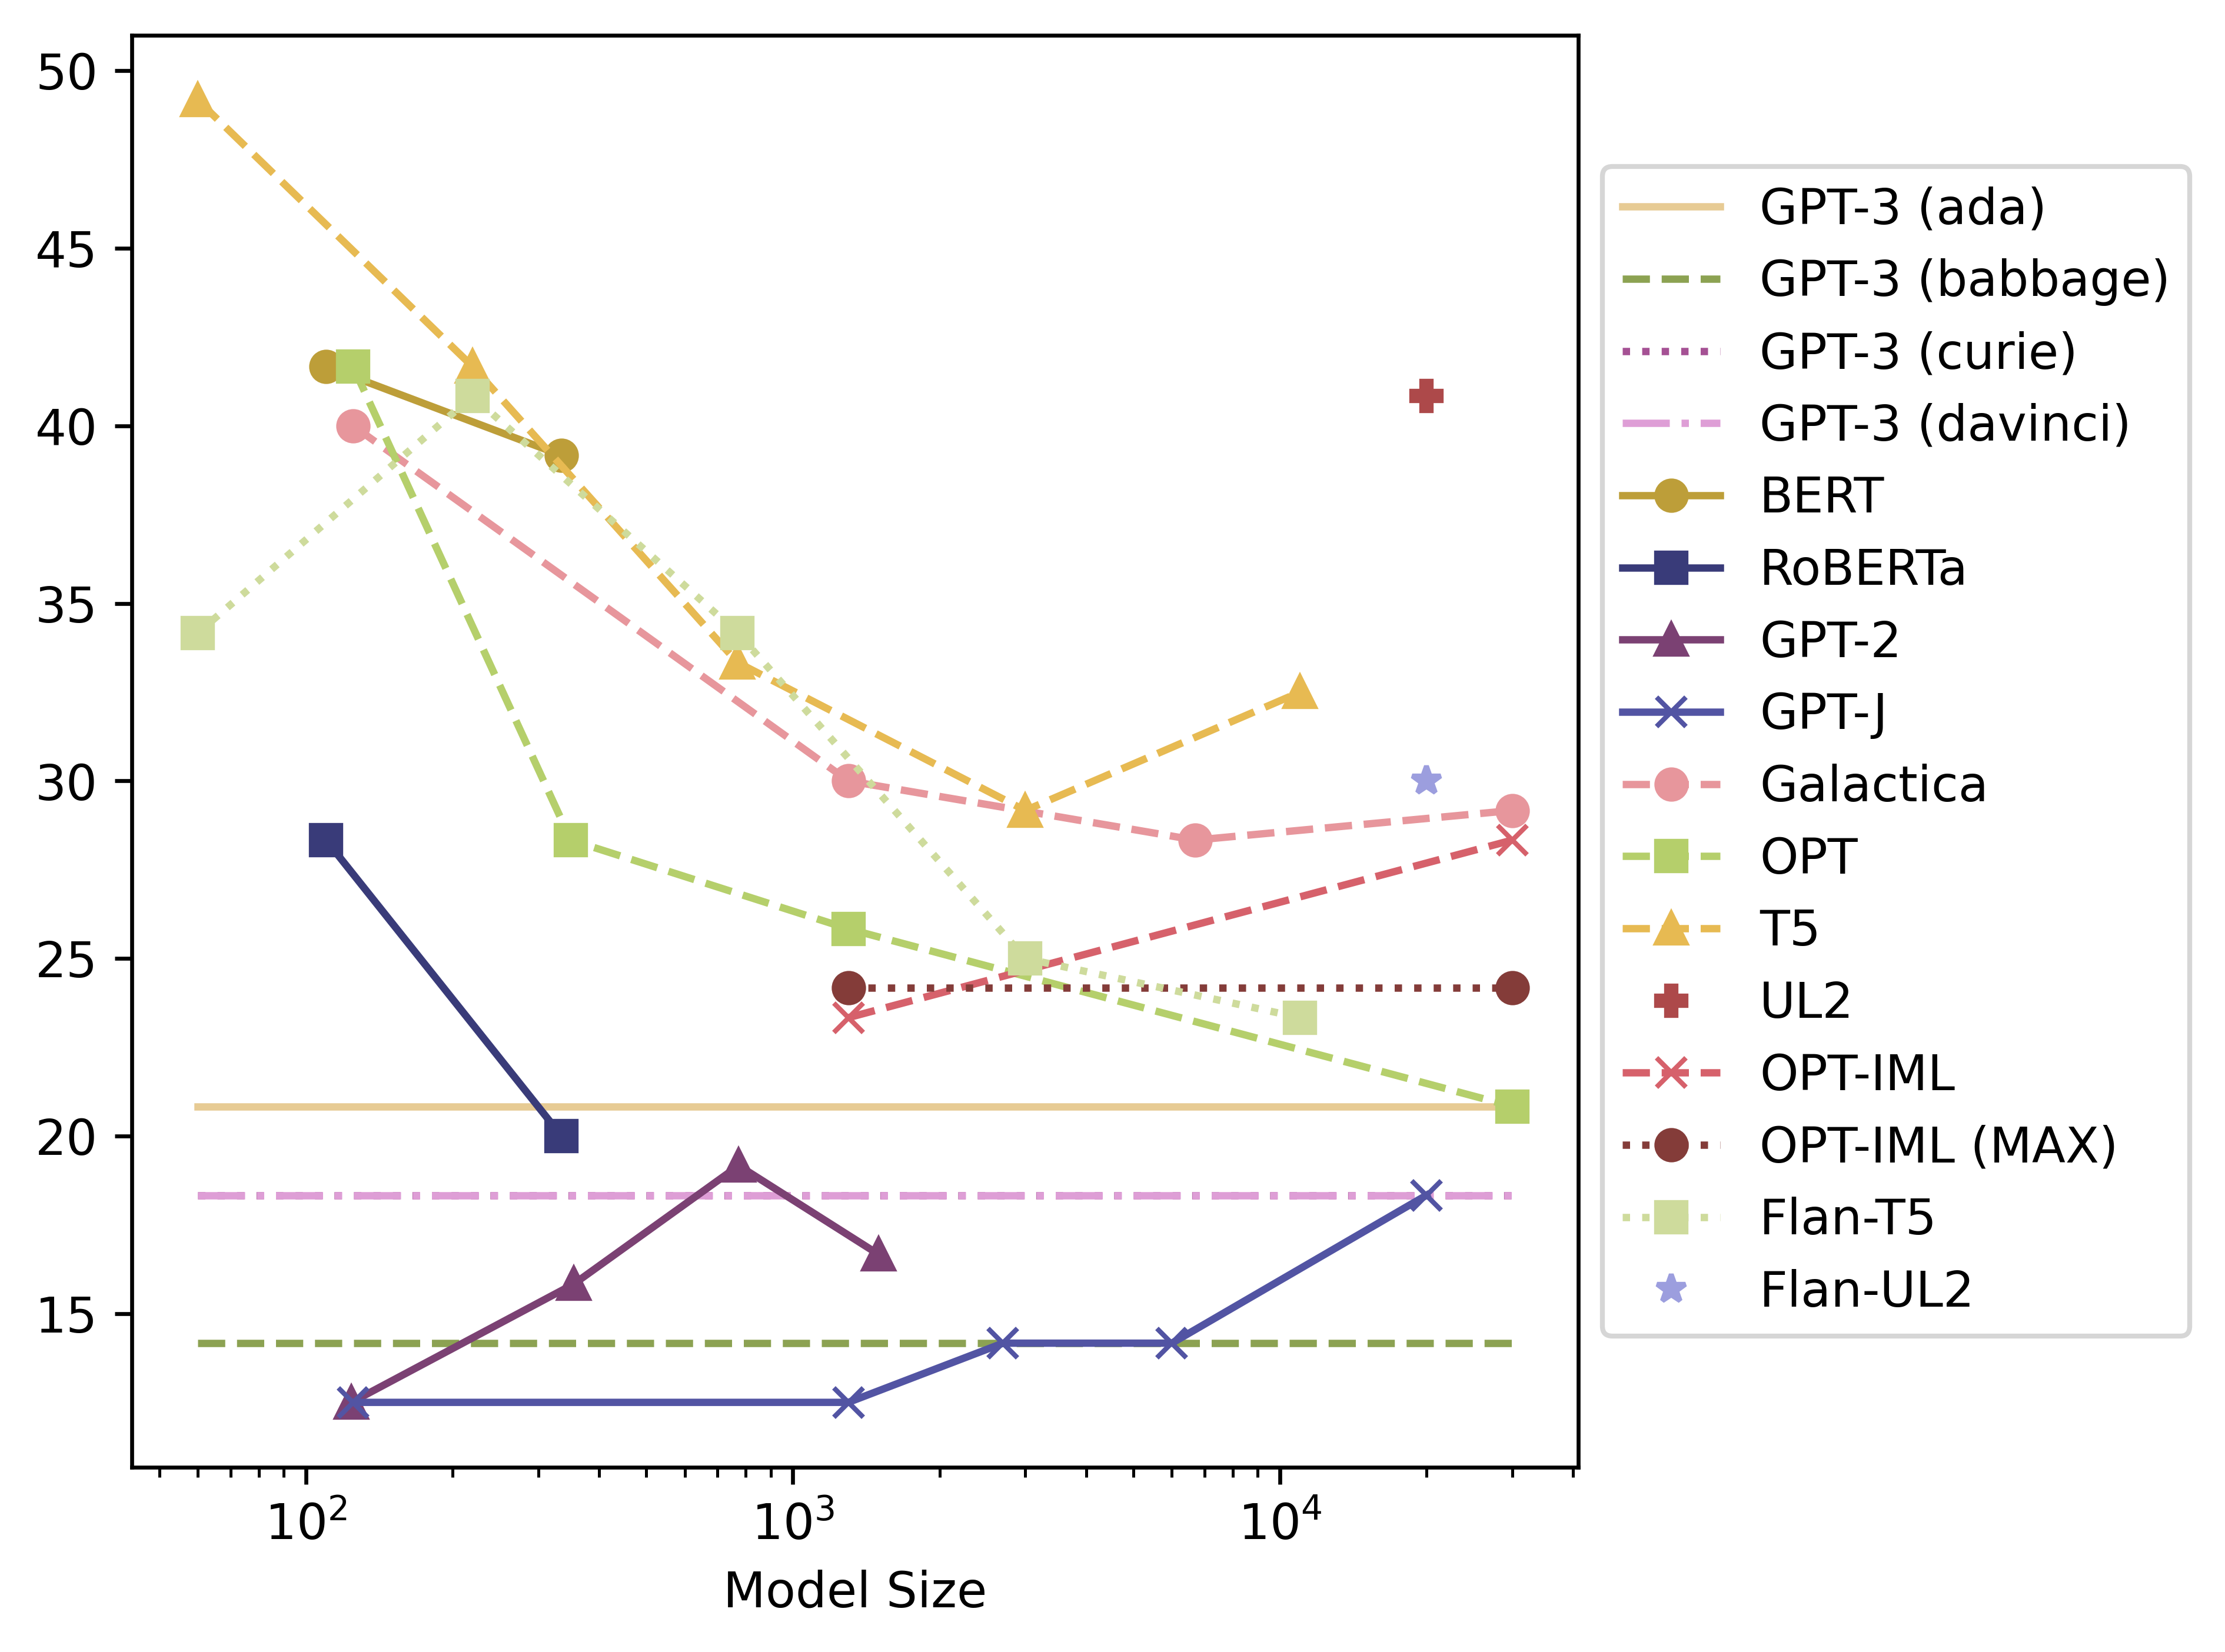 50
45
40
35
30
25
20
15
10²
10³
10⁴
Model Size
GPT-3 (ada)
GPT-3 (babbage)
GPT-3 (curie)
GPT-3 (davinci)
BERT
RoBERTa
GPT-2
GPT-J
Galactica
OPT
T5
UL2
OPT-IML
OPT-IML (MAX)
Flan-T5
Flan-UL2